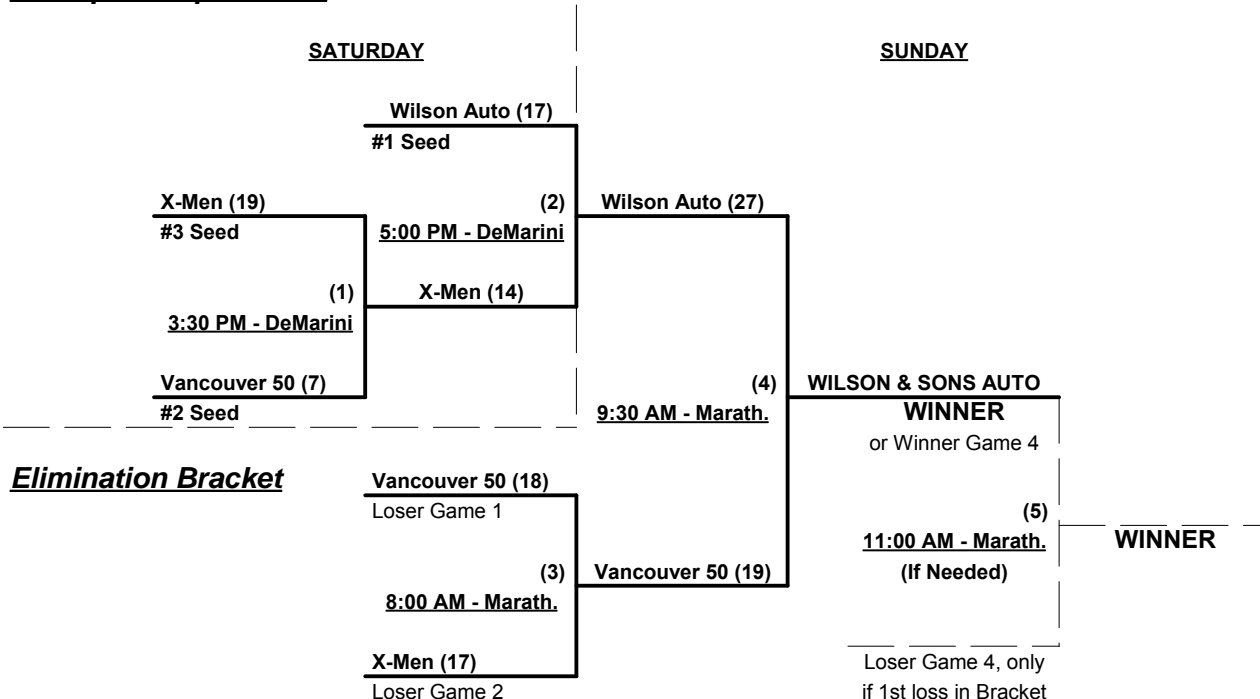 SATURDAY
SUNDAY
Wilson Auto (17)
#1 Seed
X-Men (19)
#3 Seed
(2)
5:00 PM - DeMarini
Wilson Auto (27)
(1)
3:30 PM - DeMarini
X-Men (14)
Vancouver 50 (7)
#2 Seed
(4)
9:30 AM - Marath.
WILSON & SONS AUTO
WINNER
or Winner Game 4
Elimination Bracket
Vancouver 50 (18)
Loser Game 1
(5)
11:00 AM - Marath.
(If Needed)
WINNER
(3)
8:00 AM - Marath.
Vancouver 50 (19)
X-Men (17)
Loser Game 2
Loser Game 4, only
if 1st loss in Bracket